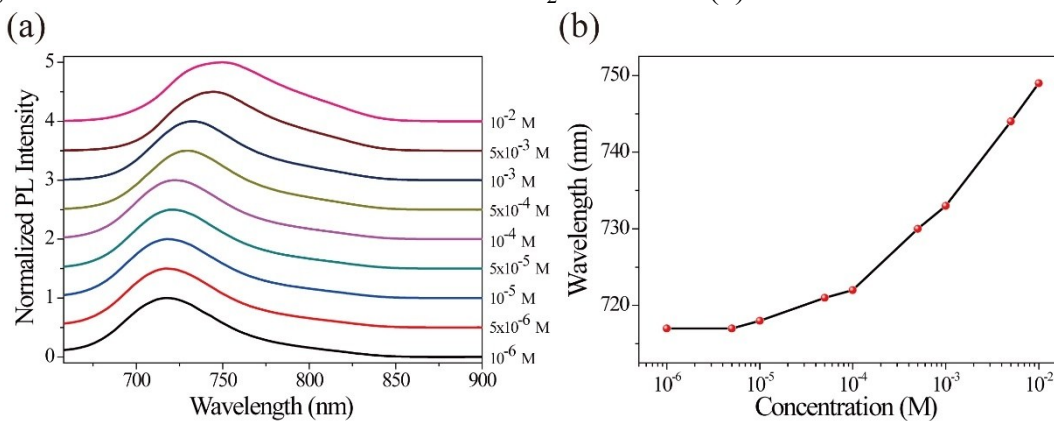 2
(a)
(b)
Normalized PL Intensity
5
4
3
2
1
0
10⁻² M
5x10⁻³ M
10⁻³ M
5x10⁻⁴ M
10⁻⁴ M
5x10⁻⁵ M
10⁻⁵ M
5x10⁻⁶ M
10⁻⁶ M
700 750 800 850 900
Wavelength (nm)
Wavelength (nm)
750
740
730
720
10⁻⁶ 10⁻⁵ 10⁻⁴ 10⁻³ 10⁻²
Concentration (M)